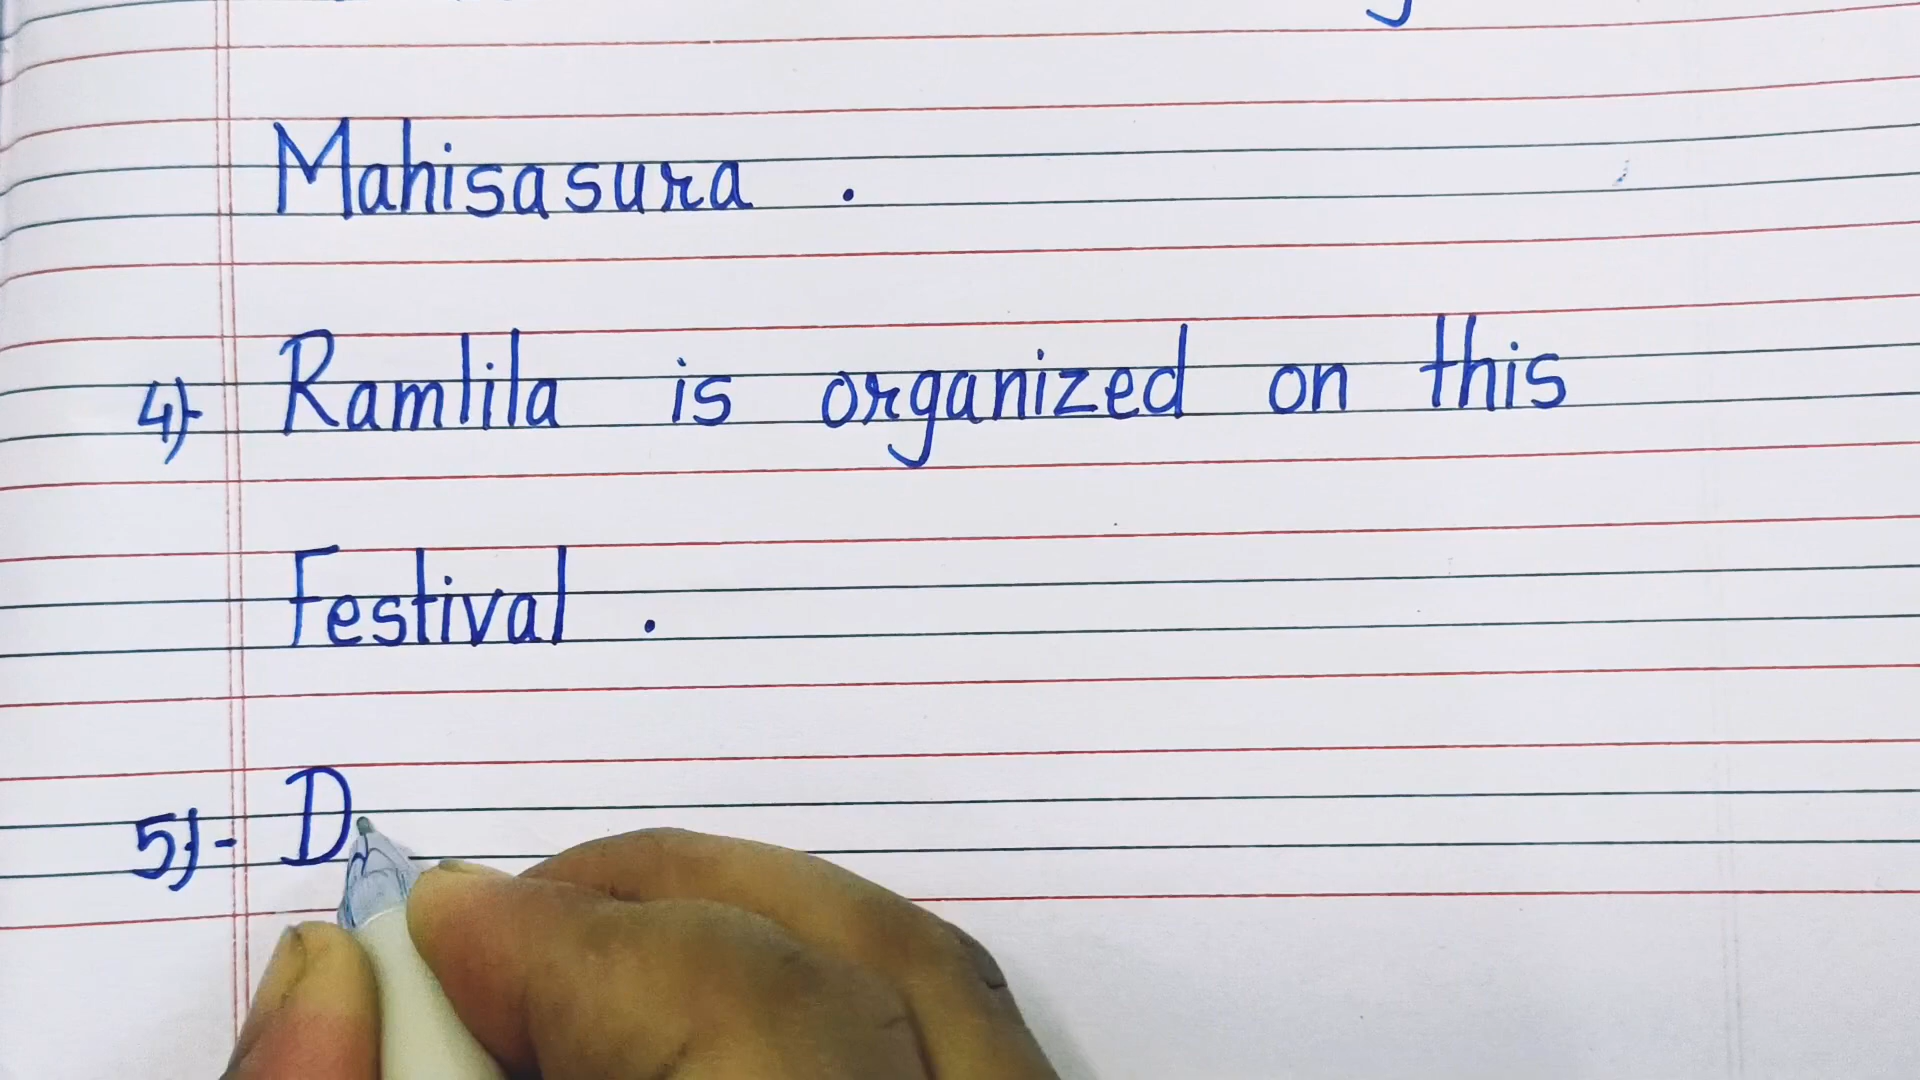 Mahisasura .
4)- Ramlila is organized on this
Festival .
5)- D